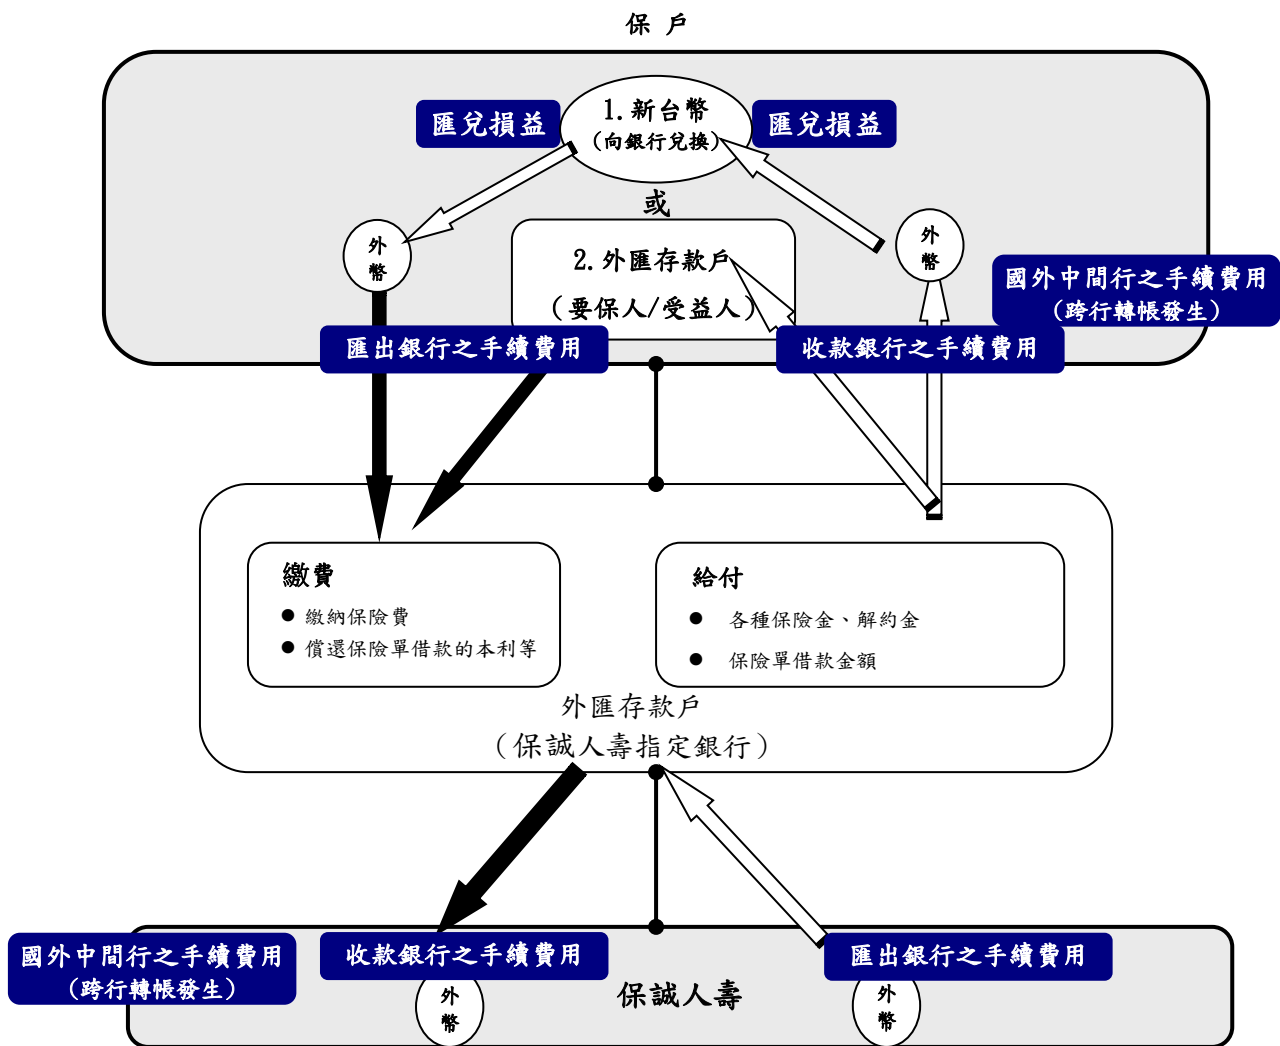 保 戶
匯兌損益
1.新台幣
(向銀行兌換)
匯兌損益
或
外
幣
2.外匯存款戶
(要保人/受益人)
外
幣
國外中間行之手續費用
(跨行轉帳發生)
匯出銀行之手續費用
收款銀行之手續費用
繳費
● 繳納保險費
● 償還保險單借款的本利等
給付
● 各種保險金、解約金
● 保險單借款金額
外匯存款戶
(保誠人壽指定銀行)
國外中間行之手續費用
(跨行轉帳發生)
收款銀行之手續費用
外
幣
保誠人壽
匯出銀行之手續費用
外
幣